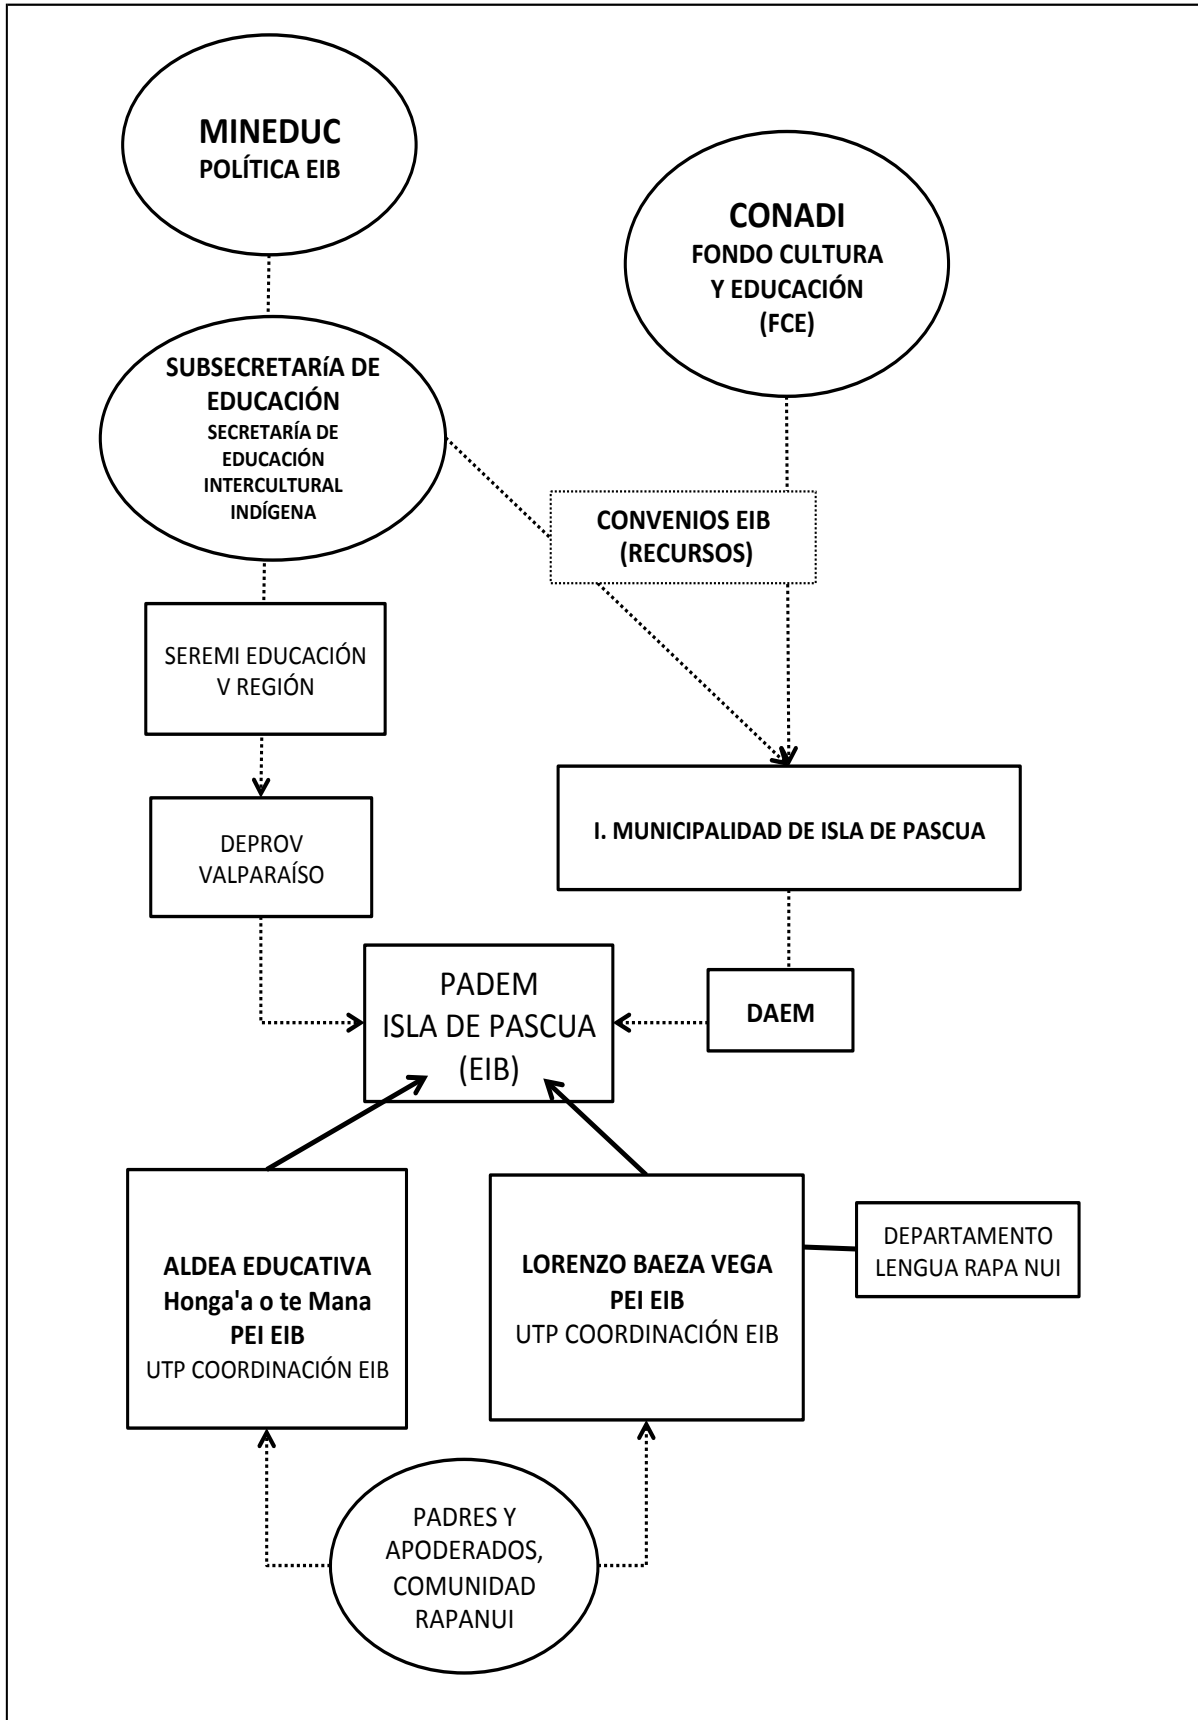 MINEDUC
POLÍTICA EIB
CONADI
FONDO CULTURA
Y EDUCACIÓN
(FCE)
SUBSECRETARíA DE
EDUCACIÓN
SECRETARÍA DE
EDUCACIÓN
INTERCULTURAL
INDÍGENA
CONVENIOS EIB
(RECURSOS)
SEREMI EDUCACIÓN
V REGIÓN
DEPROV
VALPARAÍSO
I. MUNICIPALIDAD DE ISLA DE PASCUA
PADEM
ISLA DE PASCUA
(EIB)
DAEM
ALDEA EDUCATIVA
Honga'a o te Mana
PEI EIB
UTP COORDINACIÓN EIB
LORENZO BAEZA VEGA
PEI EIB
UTP COORDINACIÓN EIB
DEPARTAMENTO
LENGUA RAPA NUI
PADRES Y
APODERADOS,
COMUNIDAD
RAPANUI